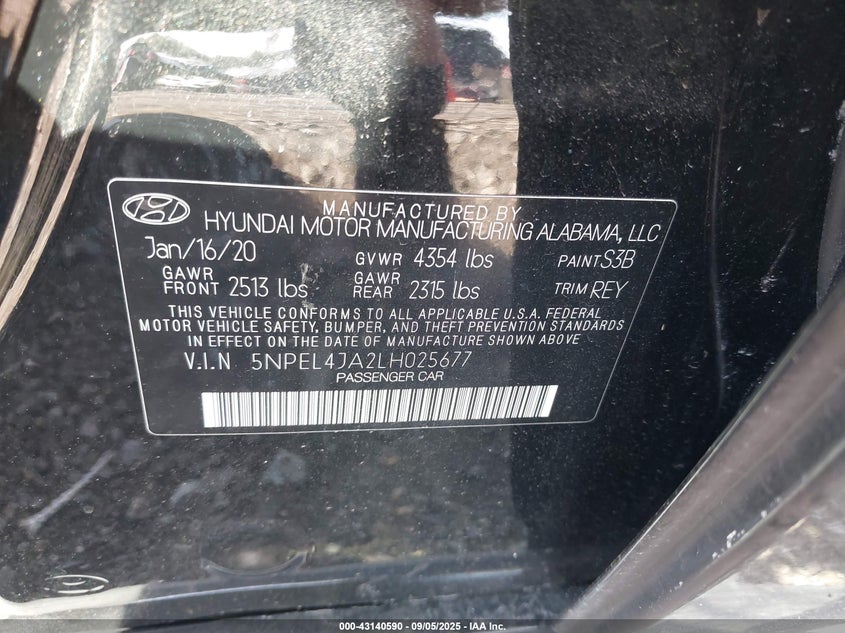 MANUFACTURED BY
HYUNDAI MOTOR MANUFACTURING ALABAMA, LLC
Jan/16/20 GVWR 4354 lbs PAINT S3B
GAWR FRONT 2513 lbs GAWR REAR 2315 lbs TRIM REY
THIS VEHICLE CONFORMS TO ALL APPLICABLE U.S.A. FEDERAL
MOTOR VEHICLE SAFETY, BUMPER, AND THEFT PREVENTION STANDARDS
IN EFFECT ON THE DATE OF MANUFACTURE SHOWN ABOVE.
V.I.N 5NPEL4JA2LH025677
PASSENGER CAR
000-43140590 - 09/05/2025 - IAA Inc.